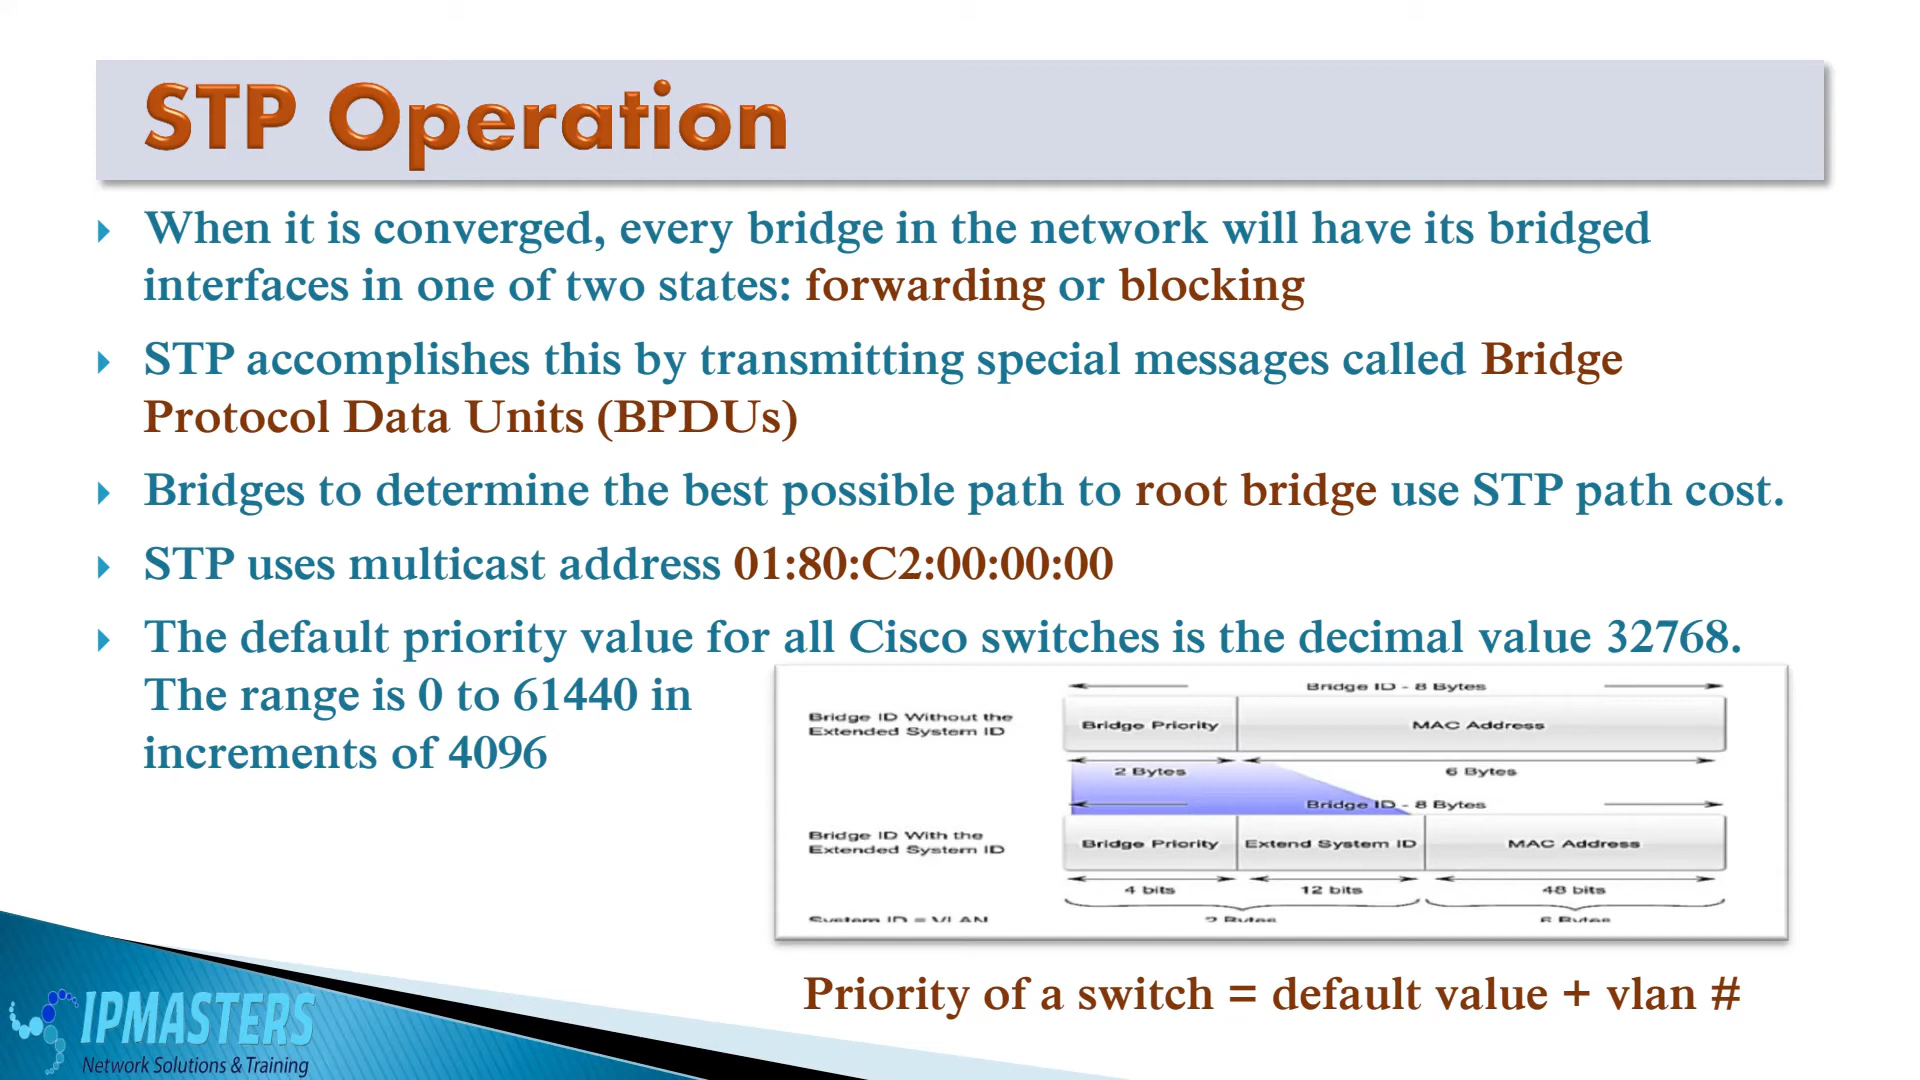 STP Operation
When it is converged, every bridge in the network will have its bridged
interfaces in one of two states: forwarding or blocking
STP accomplishes this by transmitting special messages called Bridge
Protocol Data Units (BPDUs)
Bridges to determine the best possible path to root bridge use STP path cost.
STP uses multicast address 01:80:C2:00:00:00
The default priority value for all Cisco switches is the decimal value 32768.
The range is 0 to 61440 in
increments of 4096
Bridge ID - 8 Bytes
Bridge ID Without the
Extended System ID
Bridge Priority
MAC Address
2 Bytes
6 Bytes
Bridge ID - 8 Bytes
Bridge ID With the
Extended System ID
Bridge Priority
Extend System ID
MAC Address
4 bits
12 bits
48 bits
System ID = VLAN
2 Bytes
6 Bytes
Priority of a switch = default value + vlan #
IPMASTERS
Network Solutions & Training